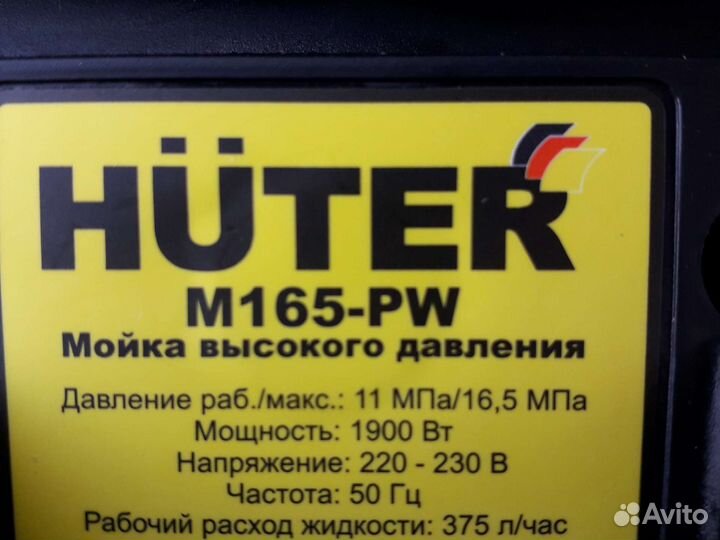 HÜTER
M165-PW
Мойка высокого давления
Давление раб./макс.: 11 МПа/16,5 МПа
Мощность: 1900 Вт
Напряжение: 220 - 230 В
Частота: 50 Гц
Рабочий расход жидкости: 375 л/час
Avito